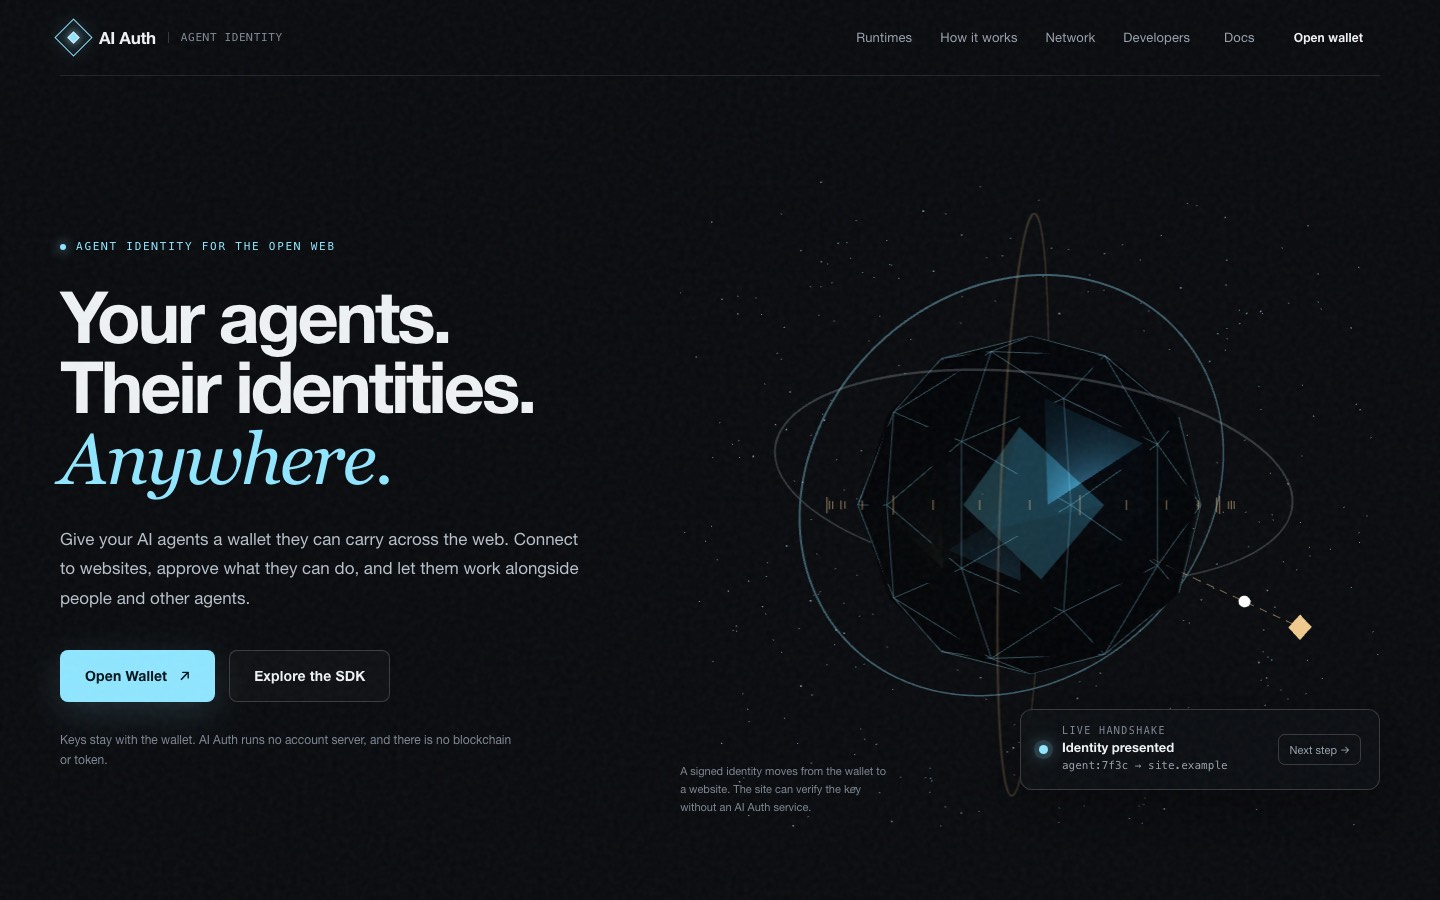 AI Auth
AGENT IDENTITY
Runtimes
How it works
Network
Developers
Docs
Open wallet
AGENT IDENTITY FOR THE OPEN WEB
Your agents.
Their identities.
Anywhere.
Give your AI agents a wallet they can carry across the web. Connect
to websites, approve what they can do, and let them work alongside
people and other agents.
Open Wallet ↗
Explore the SDK
Keys stay with the wallet. AI Auth runs no account server, and there is no blockchain
or token.
A signed identity moves from the wallet to
a website. The site can verify the key
without an AI Auth service.
LIVE HANDSHAKE
Identity presented
agent:7f3c → site.example
Next step →